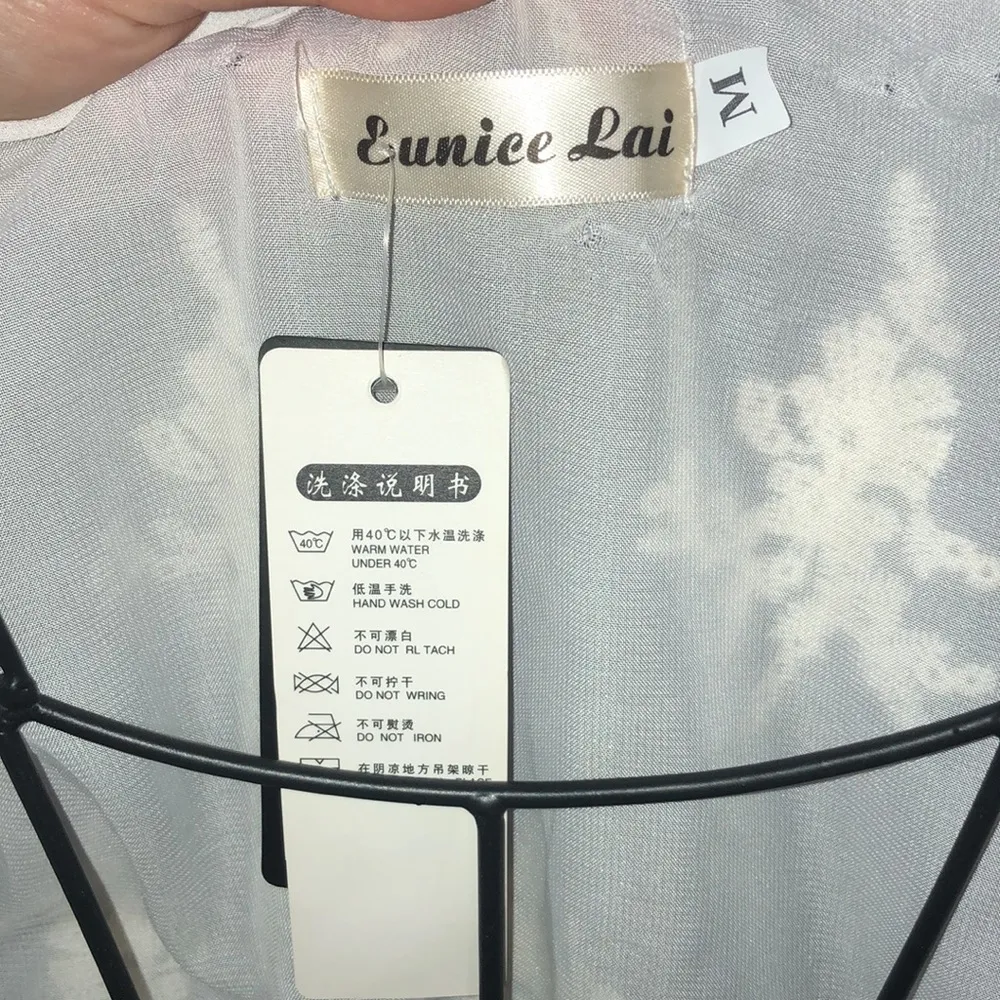 Eunice Lai
M
洗涤说明书
40℃
用40℃以下水温洗涤
WARM WATER
UNDER 40℃
低温手洗
HAND WASH COLD
不可漂白
DO NOT RL TACH
不可拧干
DO NOT WRING
不可熨烫
DO NOT IRON
在阴凉地方吊架晾干